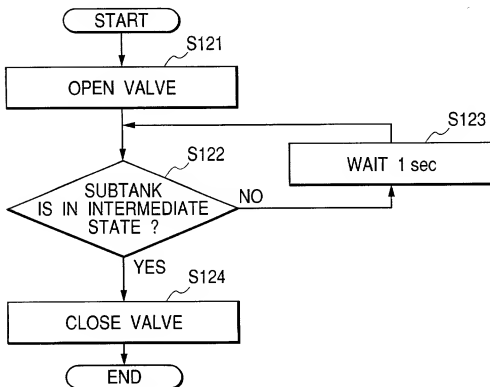 START
S121
OPEN VALVE
S123
WAIT 1 sec
S122
SUBTANK
IS IN INTERMEDIATE
STATE ?
NO
YES
S124
CLOSE VALVE
END